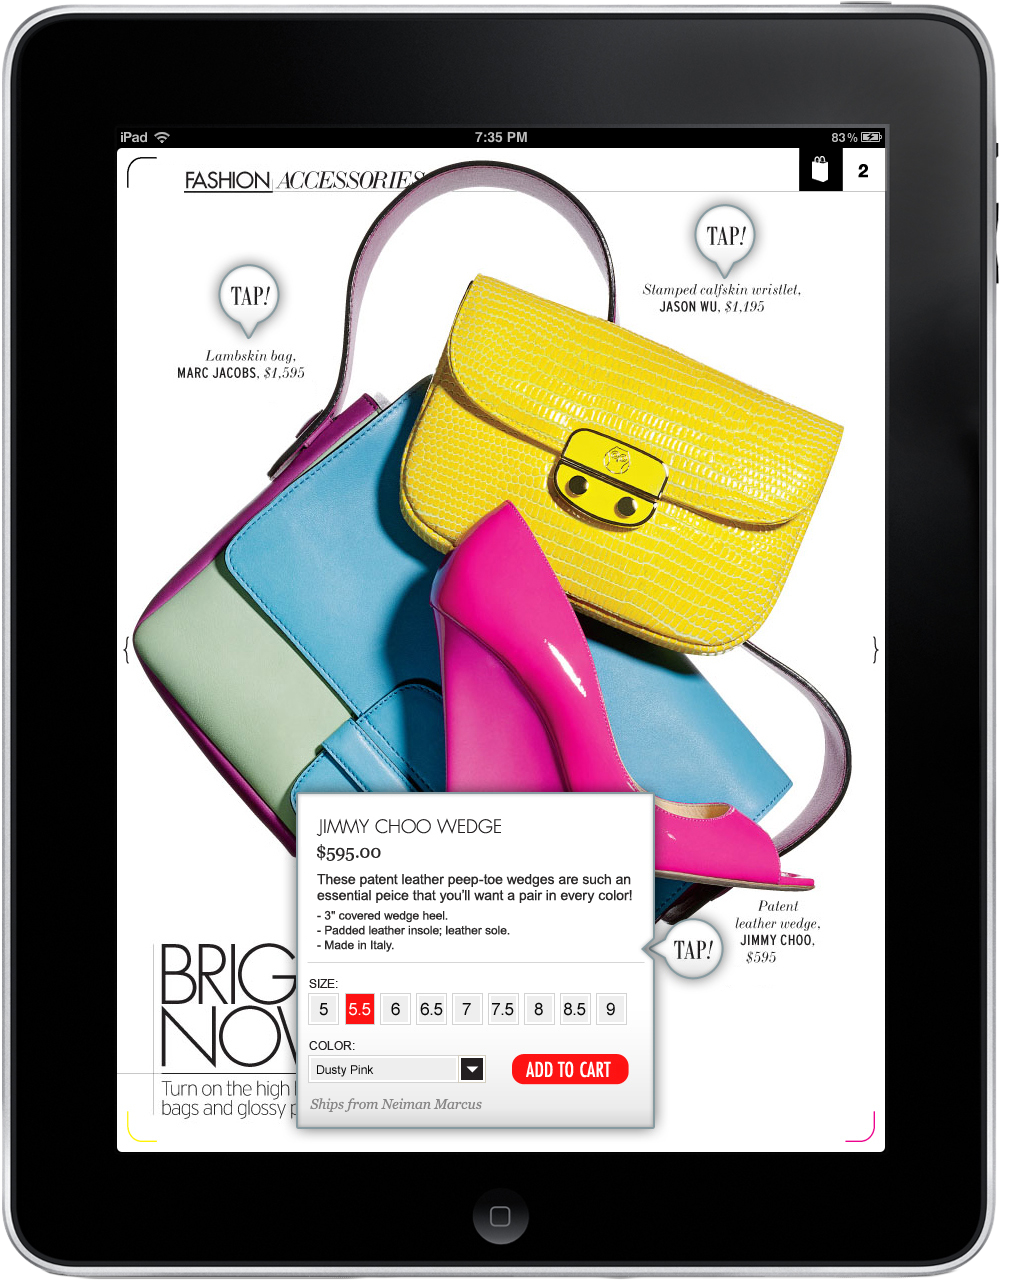 iPad 7:35 PM 83%
FASHION ACCESSORIES
2
TAP!
Stamped calfskin wristlet,
JASON WU, $1,195
TAP!
Lambskin bag,
MARC JACOBS, $1,595
{ }
JIMMY CHOO WEDGE
$595.00
These patent leather peep-toe wedges are such an
essential peice that you'll want a pair in every color!
- 3" covered wedge heel.
- Padded leather insole; leather sole.
- Made in Italy.
SIZE:
5 5.5 6 6.5 7 7.5 8 8.5 9
COLOR:
Dusty Pink
ADD TO CART
Ships from Neiman Marcus
Patent
leather wedge,
JIMMY CHOO,
$595
TAP!
BRIG
NOW
Turn on the high
bags and glossy p